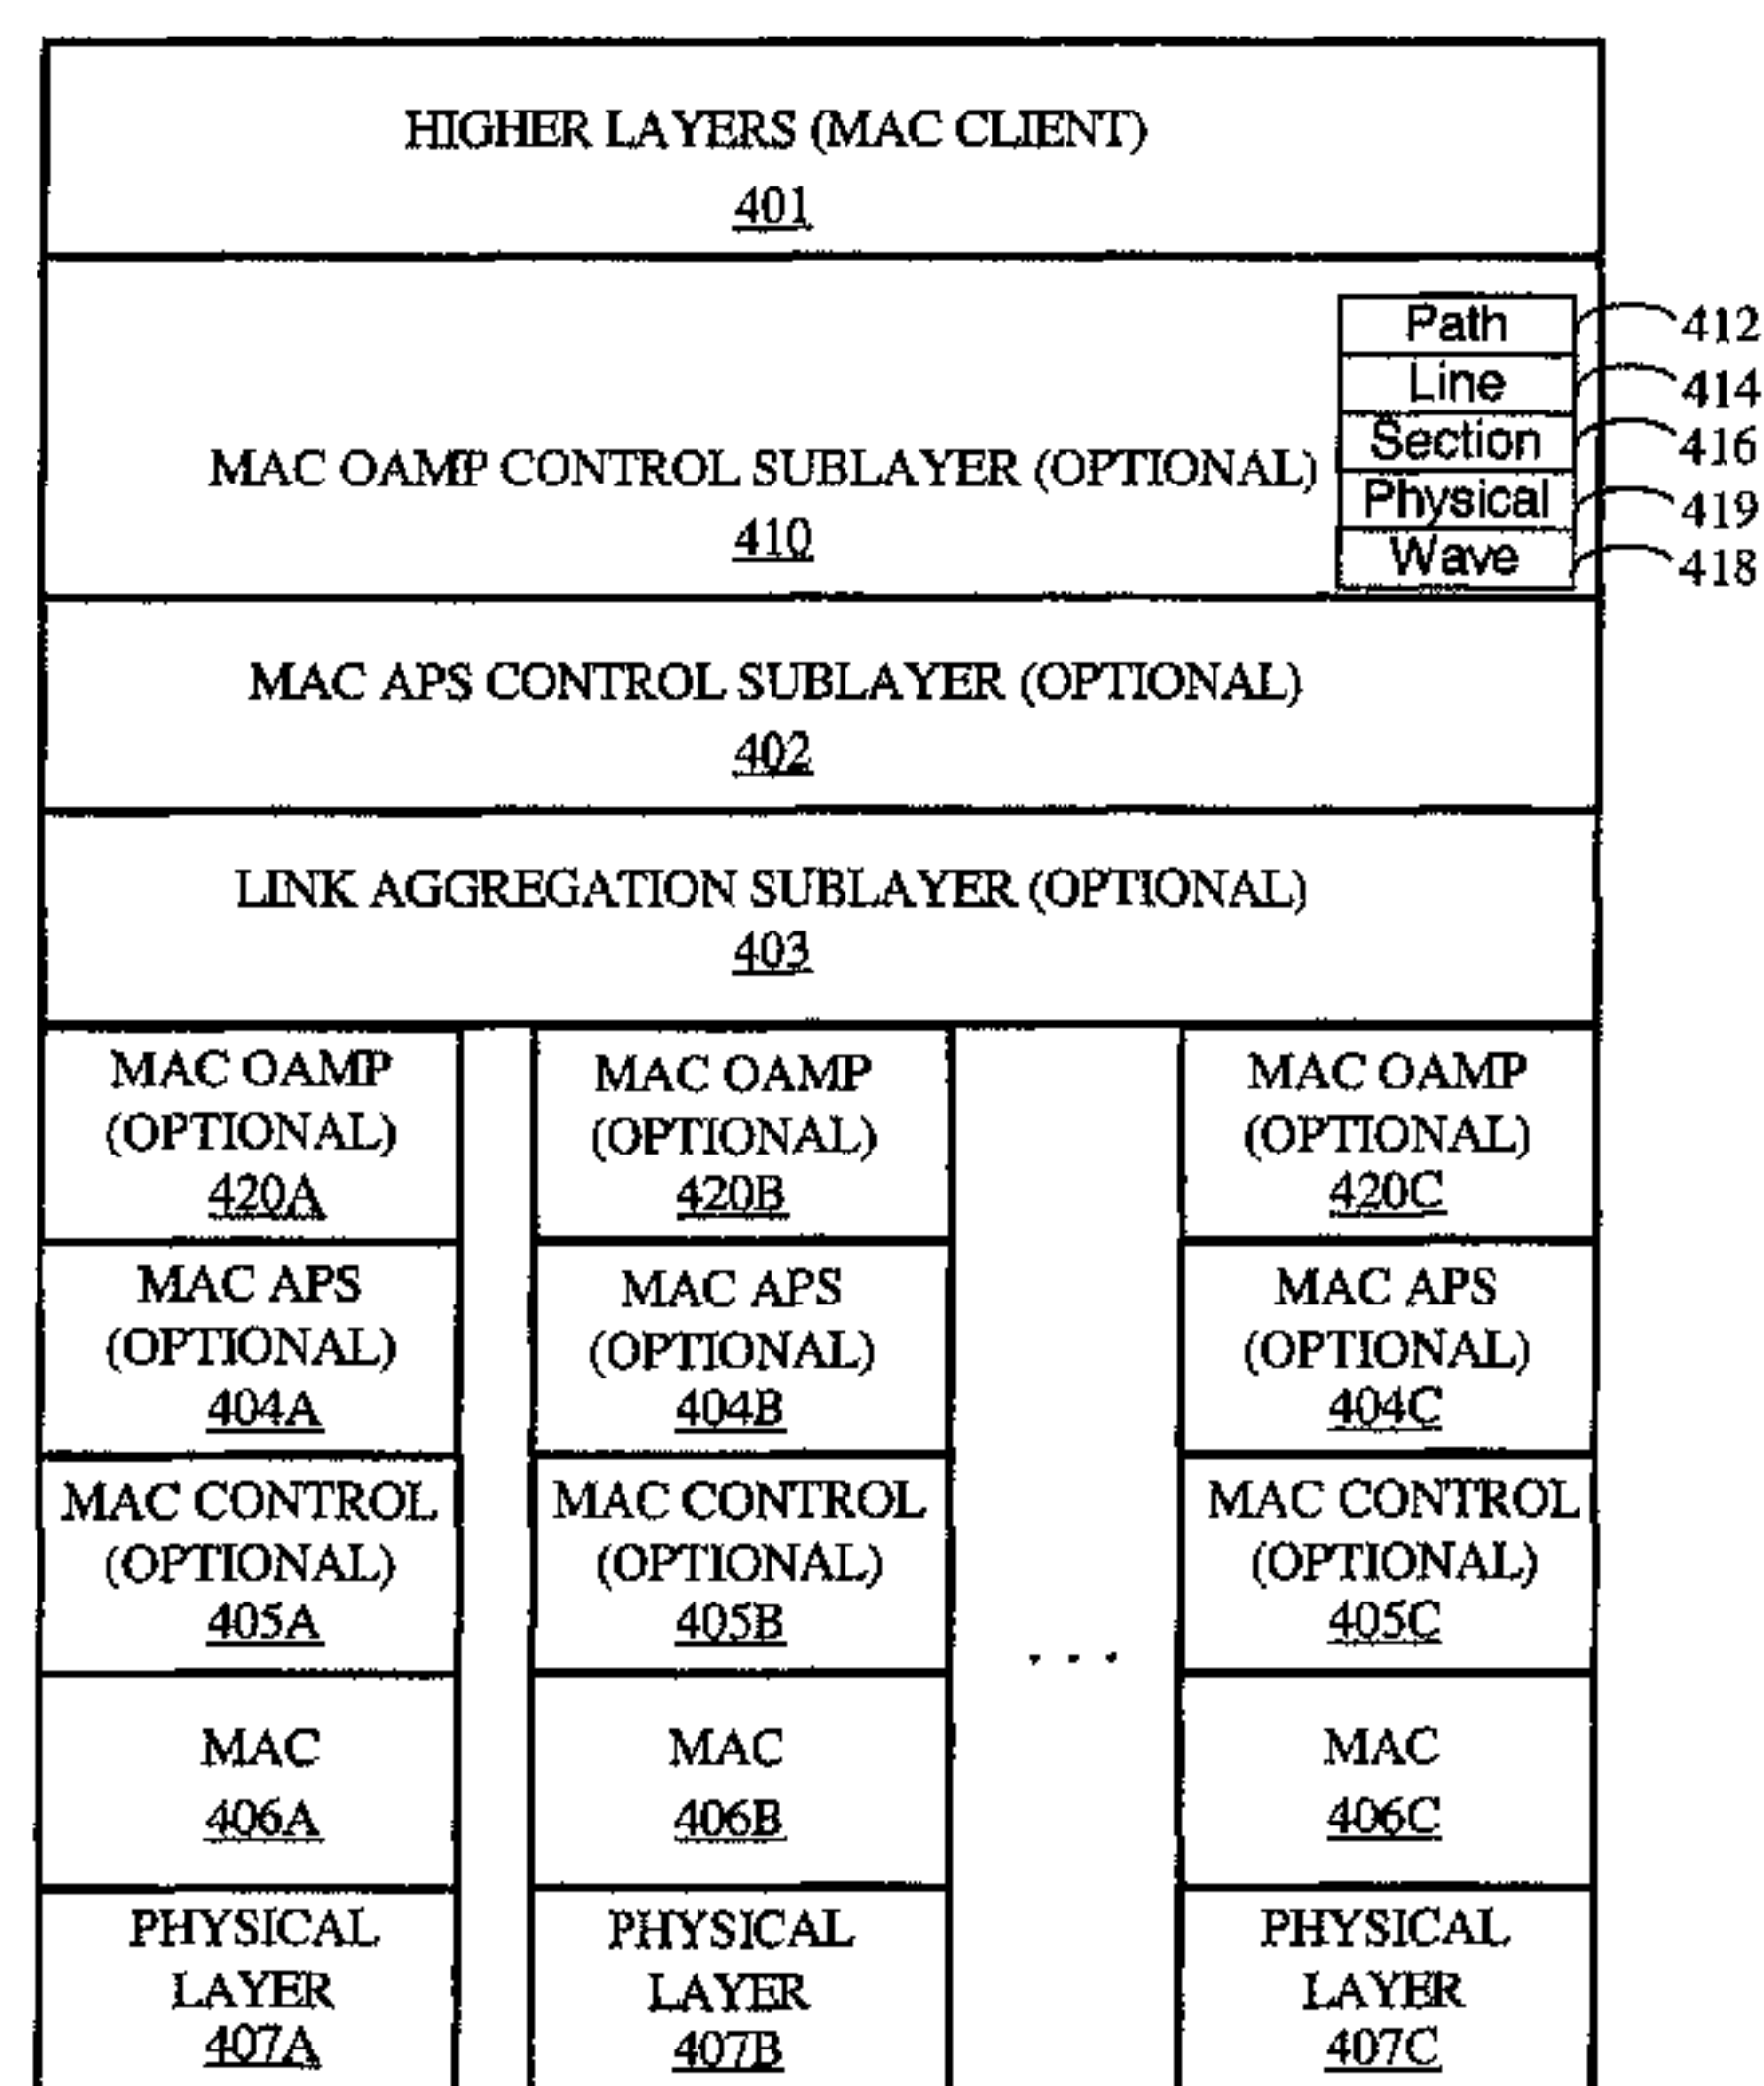 HIGHER LAYERS (MAC CLIENT)
401
Path
412
Line
414
Section
416
Physical
419
Wave
418
MAC OAMP CONTROL SUBLAYER (OPTIONAL)
410
MAC APS CONTROL SUBLAYER (OPTIONAL)
402
LINK AGGREGATION SUBLAYER (OPTIONAL)
403
MAC OAMP
(OPTIONAL)
420A
MAC APS
(OPTIONAL)
404A
MAC CONTROL
(OPTIONAL)
405A
MAC
406A
PHYSICAL
LAYER
407A
MAC OAMP
(OPTIONAL)
420B
MAC APS
(OPTIONAL)
404B
MAC CONTROL
(OPTIONAL)
405B
MAC
406B
PHYSICAL
LAYER
407B
. . .
MAC OAMP
(OPTIONAL)
420C
MAC APS
(OPTIONAL)
404C
MAC CONTROL
(OPTIONAL)
405C
MAC
406C
PHYSICAL
LAYER
407C